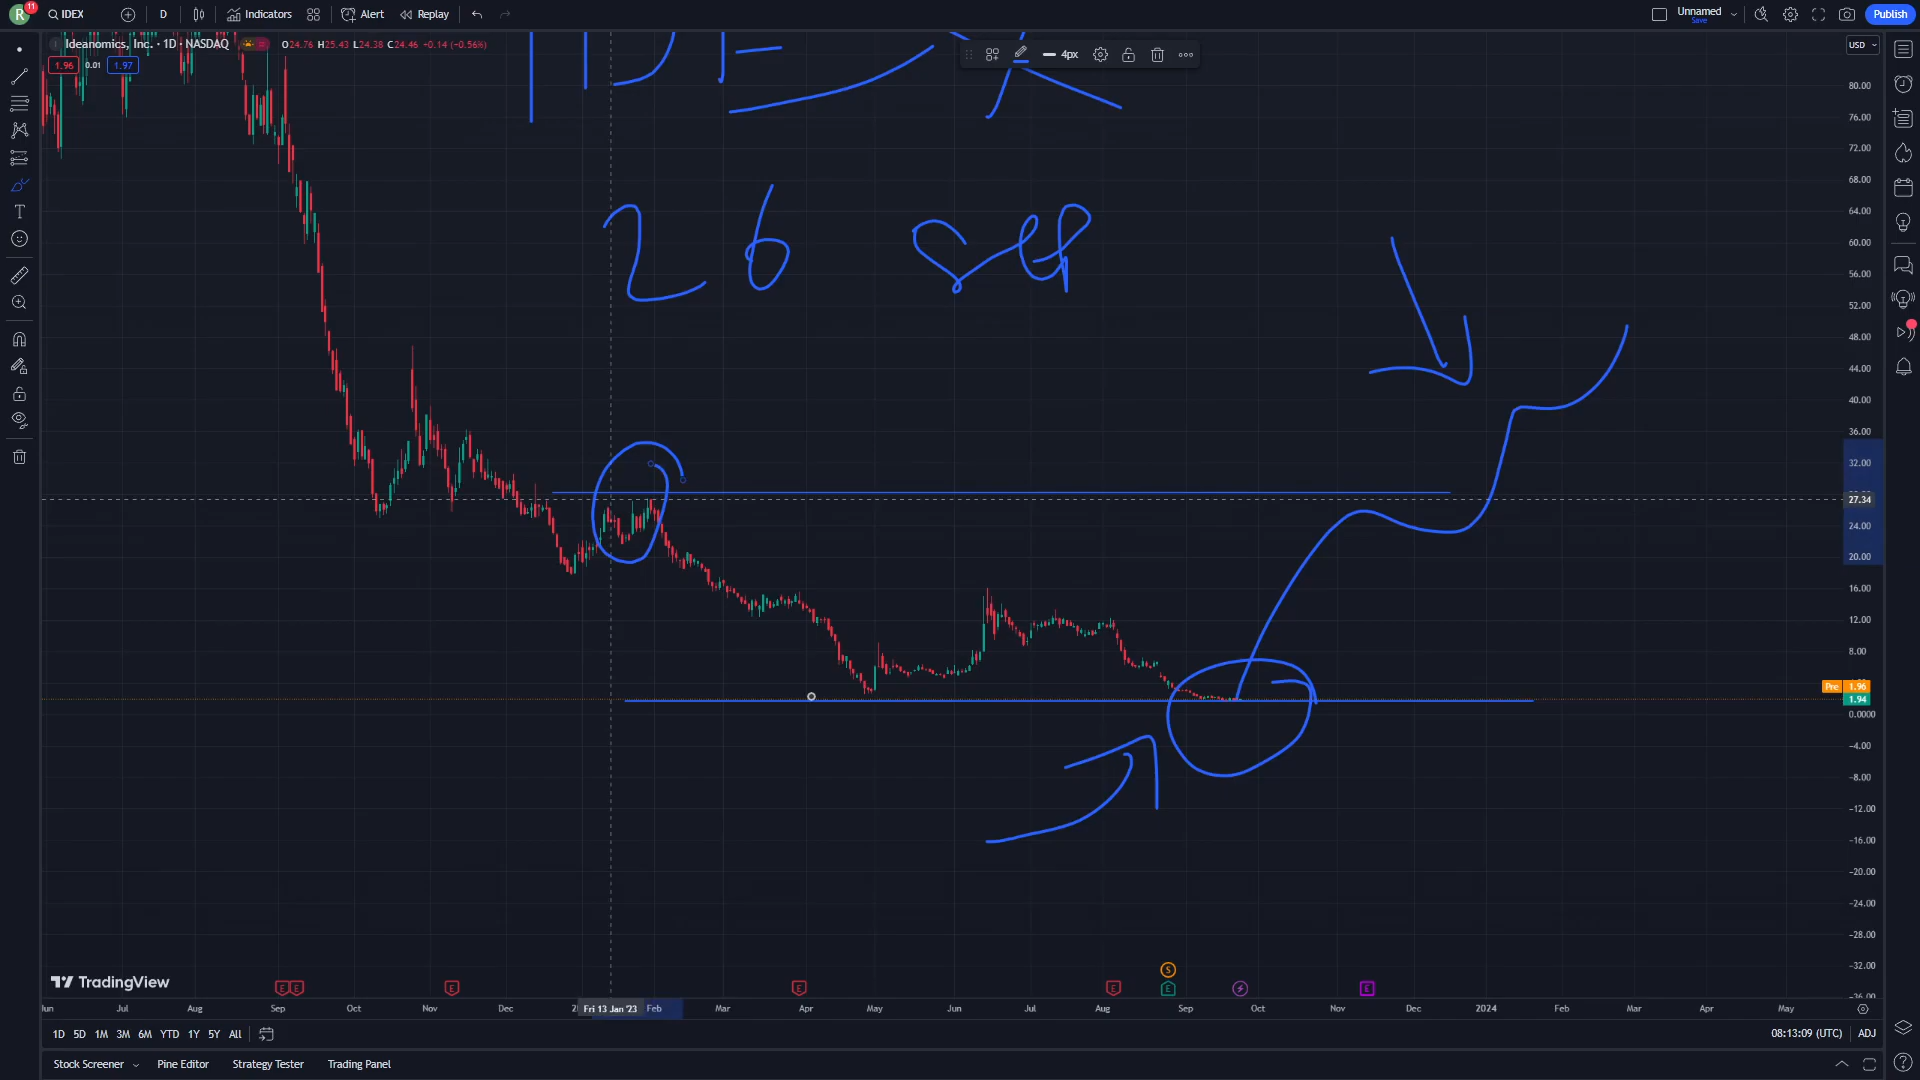 R 11 IDEX D Indicators Alert Replay Unnamed Save Publish
Ideanomics, Inc. · 1D · NASDAQ O24.76 H25.43 L24.38 C24.46 −0.14 (−0.56%) 4px USD
1.96 0.01 1.97
IDEX
26 Sep
80.00
76.00
72.00
68.00
64.00
60.00
56.00
52.00
48.00
44.00
40.00
36.00
32.00
27.34
24.00
20.00
16.00
12.00
8.00
Pre 1.96
1.94
0.0000
−4.00
−8.00
−12.00
−16.00
−20.00
−24.00
−28.00
−32.00
−36.00
TradingView
E E E E E S E E
Jun Jul Aug Sep Oct Nov Dec Fri 13 Jan '23 Feb Mar Apr May Jun Jul Aug Sep Oct Nov Dec 2024 Feb Mar Apr May
1D 5D 1M 3M 6M YTD 1Y 5Y All 08:13:09 (UTC) ADJ
Stock Screener Pine Editor Strategy Tester Trading Panel